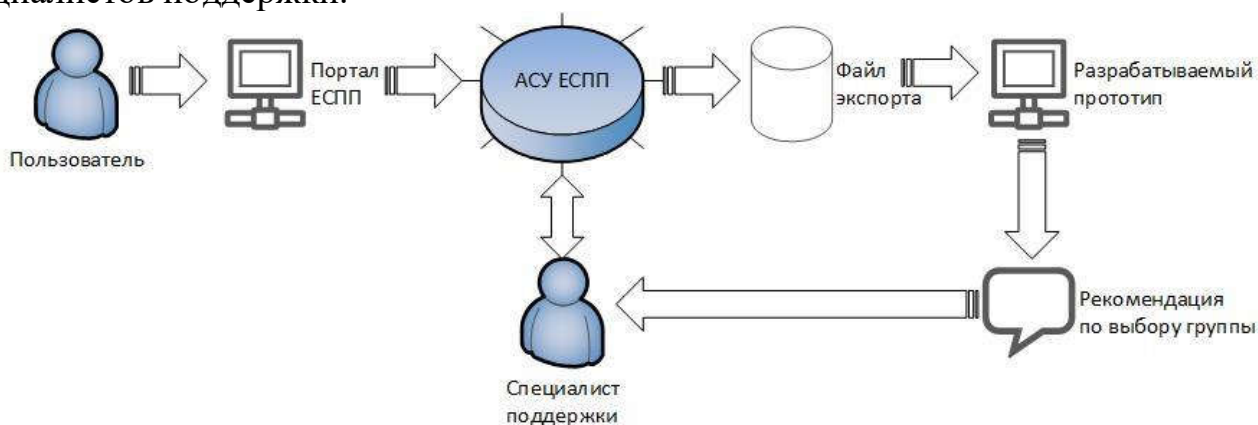 Пользователь
Портал
ЕСПП
АСУ ЕСПП
Файл
экспорта
Разрабатываемый
прототип
Рекомендация
по выбору группы
Специалист
поддержки